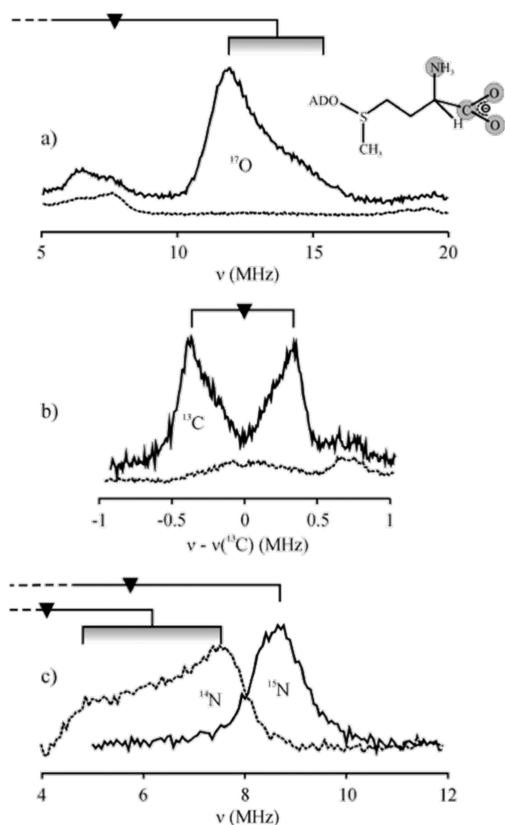 a)
NH₃
ADO
S
H
C
O
O
⊖
CH₃
¹⁷O
5 10 15 20
ν (MHz)
b)
¹³C
-1 -0.5 0 0.5 1
ν - ν(¹³C) (MHz)
c)
¹⁴N
¹⁵N
4 6 8 10 12
ν (MHz)